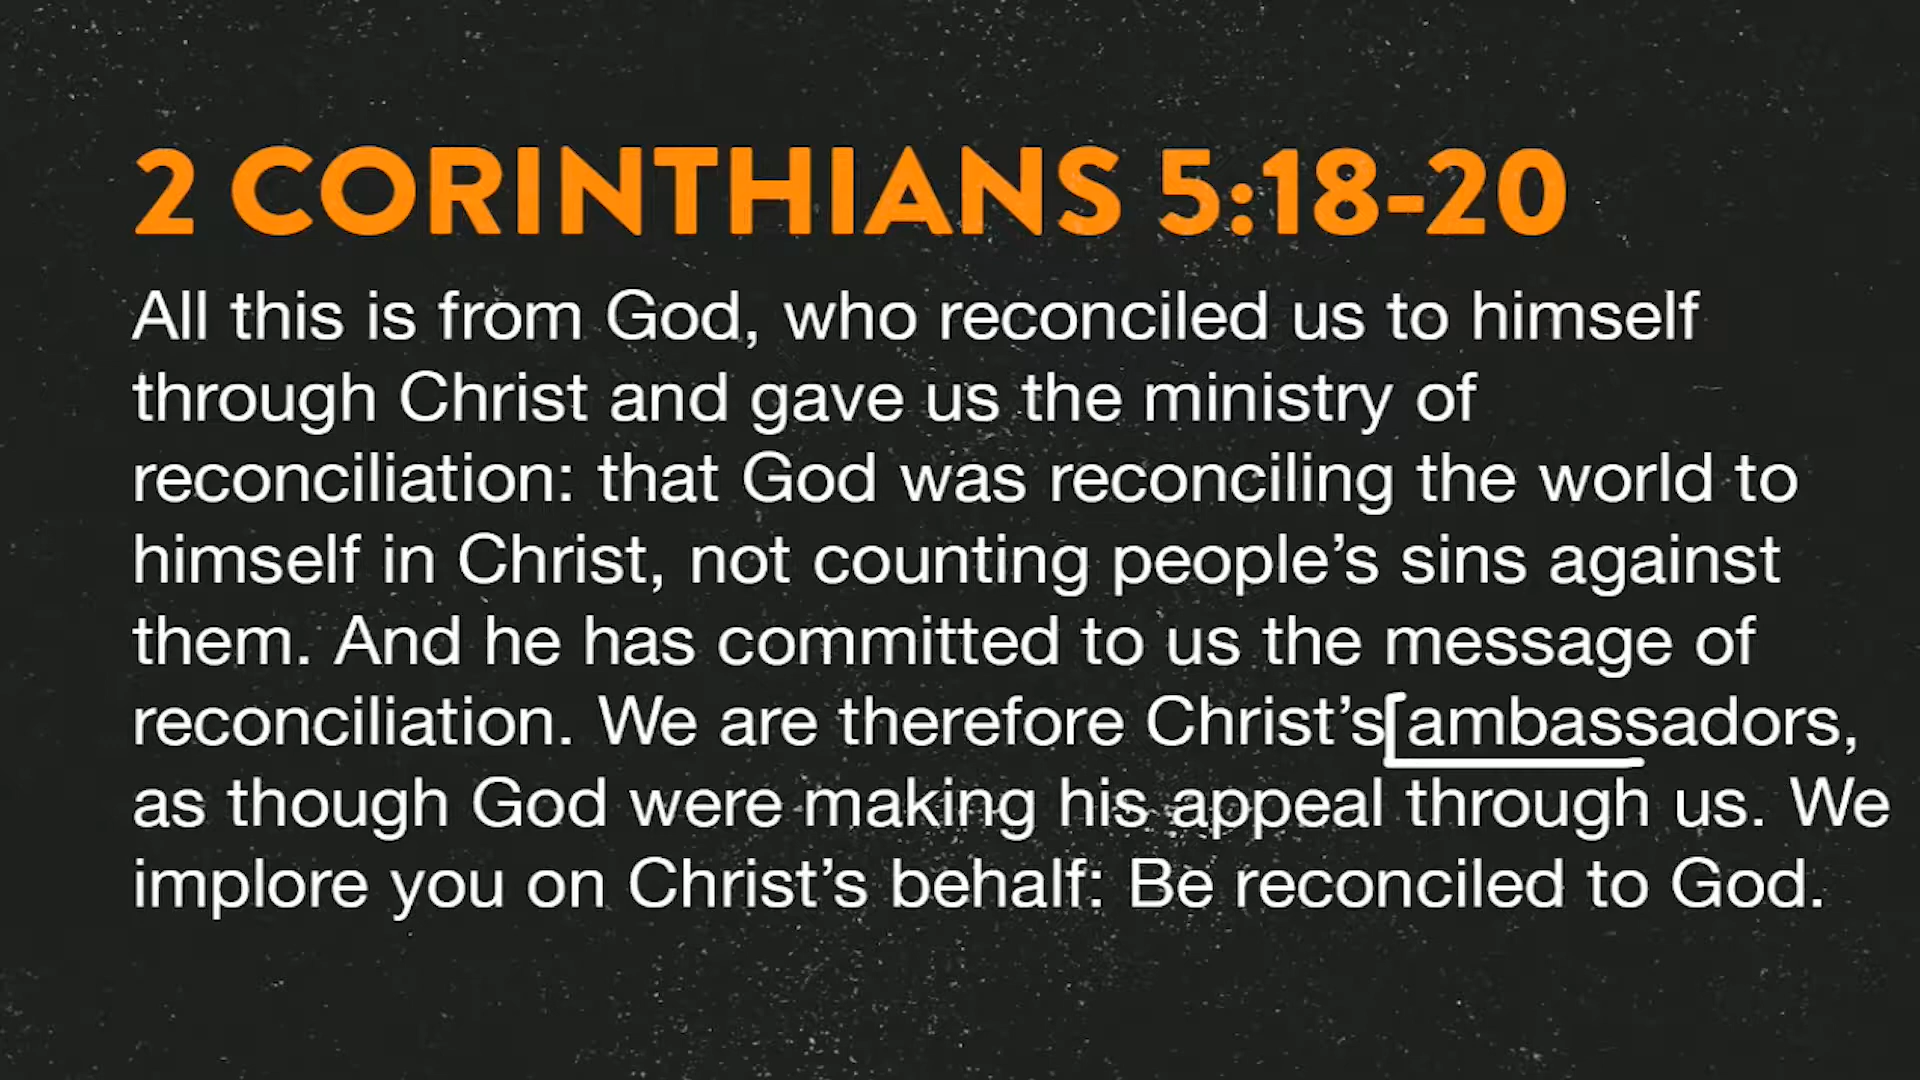 2 CORINTHIANS 5:18-20
All this is from God, who reconciled us to himself
through Christ and gave us the ministry of
reconciliation: that God was reconciling the world to
himself in Christ, not counting people’s sins against
them. And he has committed to us the message of
reconciliation. We are therefore Christ’s ambassadors,
as though God were making his appeal through us. We
implore you on Christ’s behalf: Be reconciled to God.